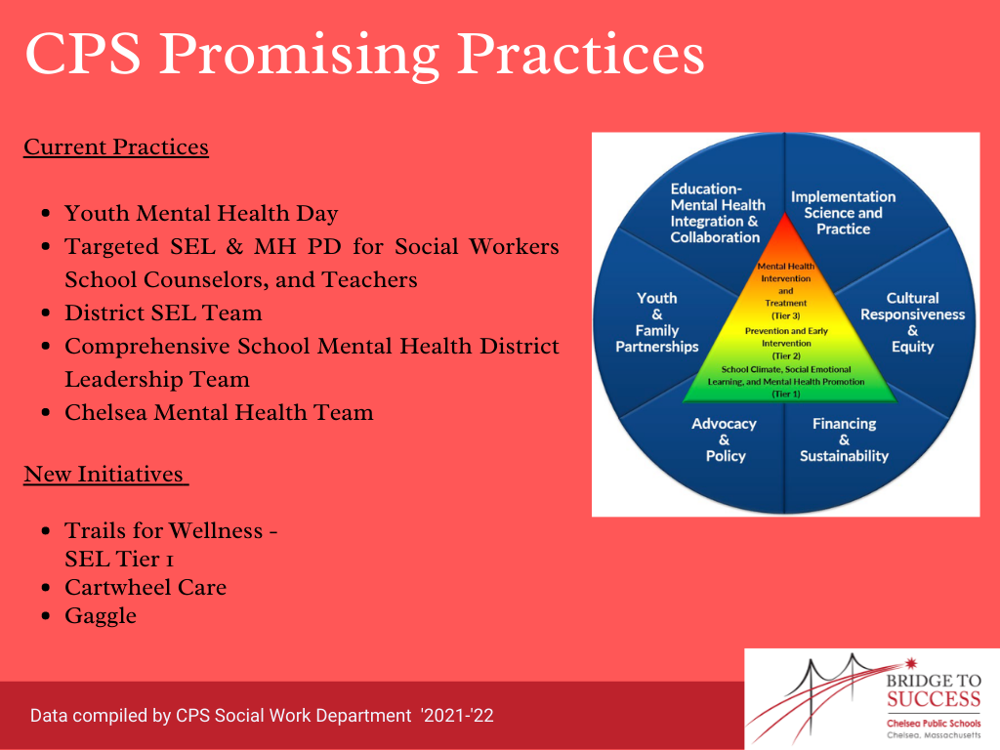 CPS Promising Practices
Current Practices
• Youth Mental Health Day
• Targeted SEL & MH PD for Social Workers
School Counselors, and Teachers
• District SEL Team
• Comprehensive School Mental Health District
Leadership Team
• Chelsea Mental Health Team
New Initiatives
• Trails for Wellness -
SEL Tier 1
• Cartwheel Care
• Gaggle
Education-
Mental Health
Integration &
Collaboration
Implementation
Science and
Practice
Youth
&
Family
Partnerships
Mental Health
Intervention
and
Treatment
(Tier 3)
Prevention and Early
Intervention
(Tier 2)
School Climate, Social Emotional
Learning, and Mental Health Promotion
(Tier 1)
Cultural
Responsiveness
&
Equity
Advocacy
&
Policy
Financing
&
Sustainability
Data compiled by CPS Social Work Department '2021-'22
BRIDGE TO
SUCCESS
Chelsea Public Schools
Chelsea, Massachusetts